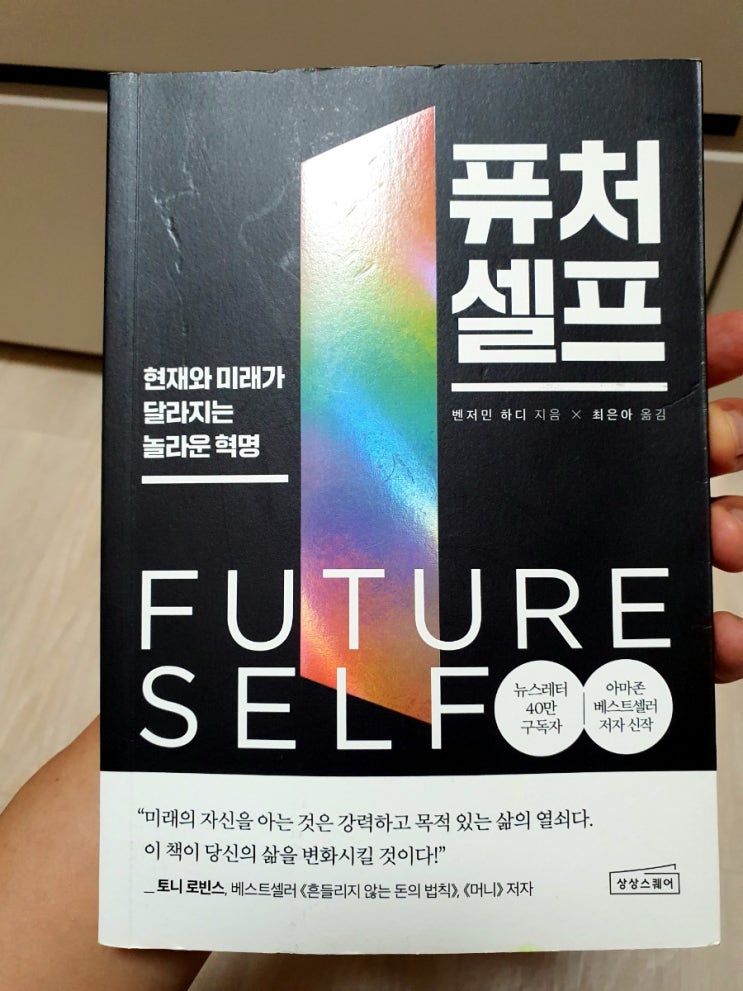 퓨처
셀프
벤저민 하디 지음 × 최은아 옮김
현재와 미래가
달라지는
놀라운 혁명
FUTURE
SELF
뉴스레터
40만
구독자
아마존
베스트셀러
저자 신작
“미래의 자신을 아는 것은 강력하고 목적 있는 삶의 열쇠다.
이 책이 당신의 삶을 변화시킬 것이다!”
_ 토니 로빈스, 베스트셀러 《흔들리지 않는 돈의 법칙》, 《머니》 저자
상상스퀘어